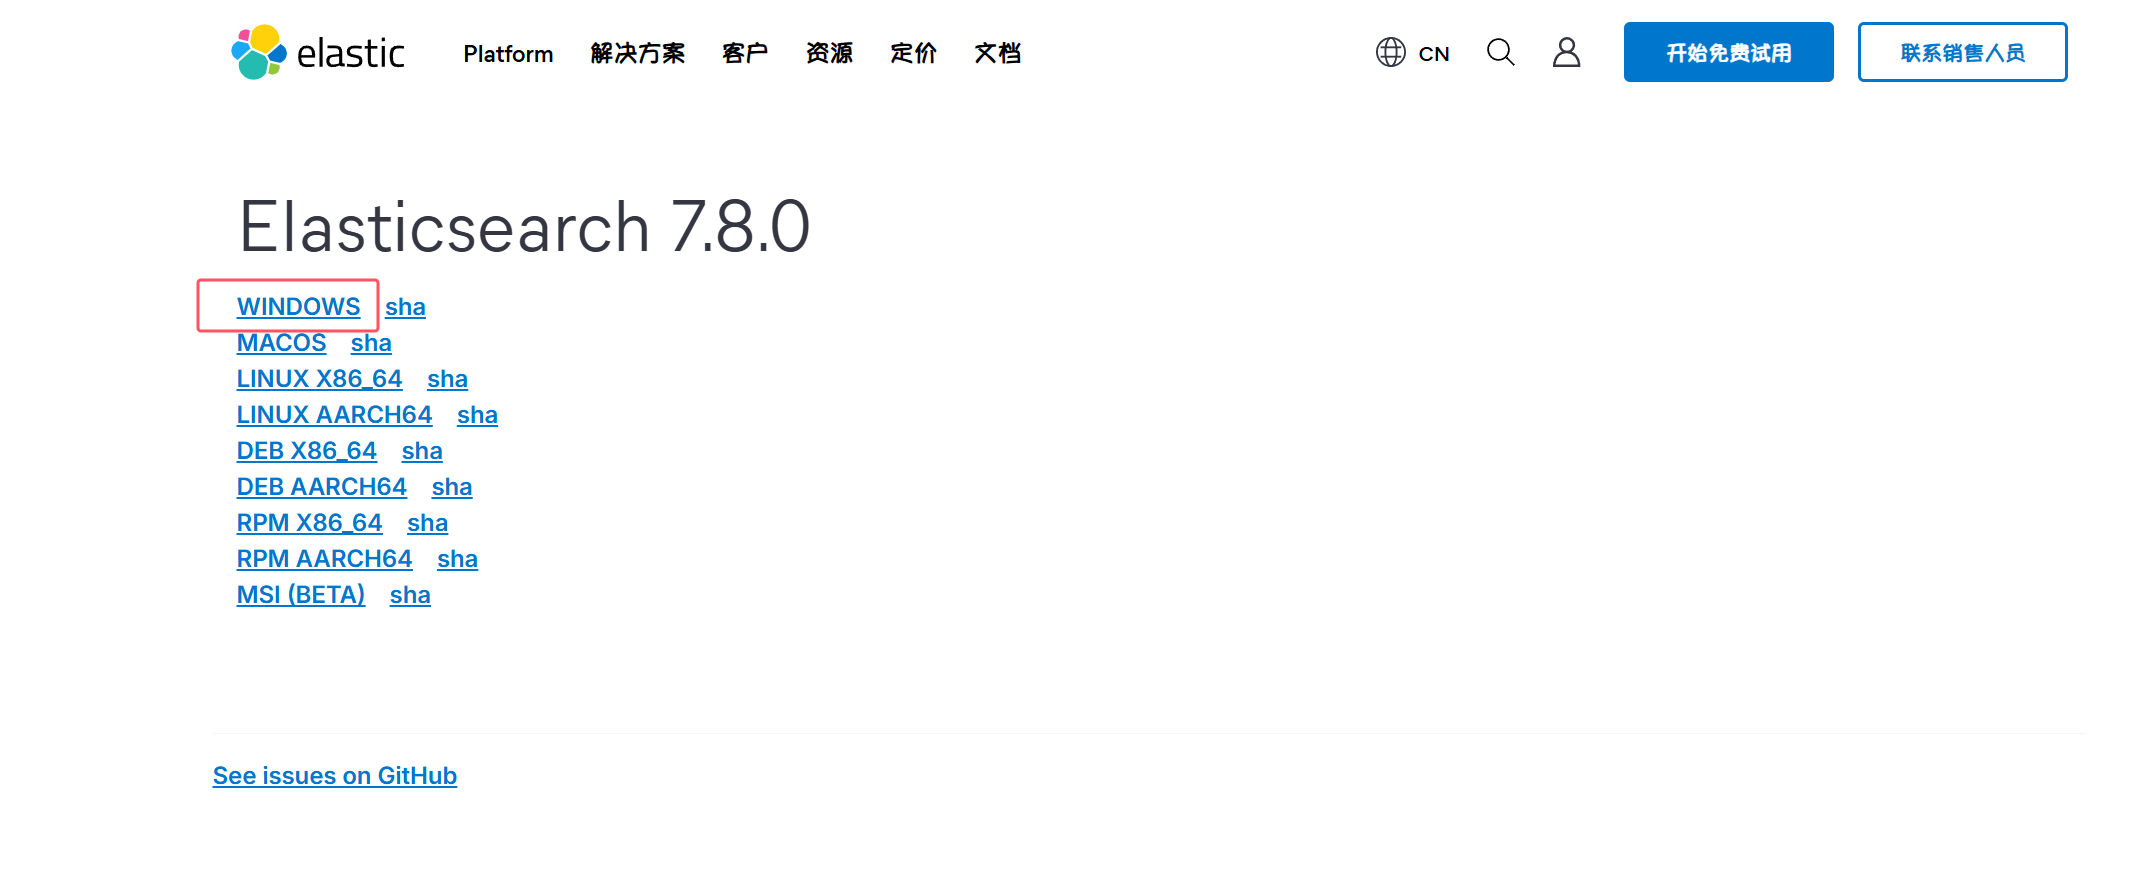 elastic Platform 解决方案 客户 资源 定价 文档 CN 开始免费试用 联系销售人员
Elasticsearch 7.8.0
WINDOWS sha
MACOS sha
LINUX X86_64 sha
LINUX AARCH64 sha
DEB X86_64 sha
DEB AARCH64 sha
RPM X86_64 sha
RPM AARCH64 sha
MSI (BETA) sha
See issues on GitHub